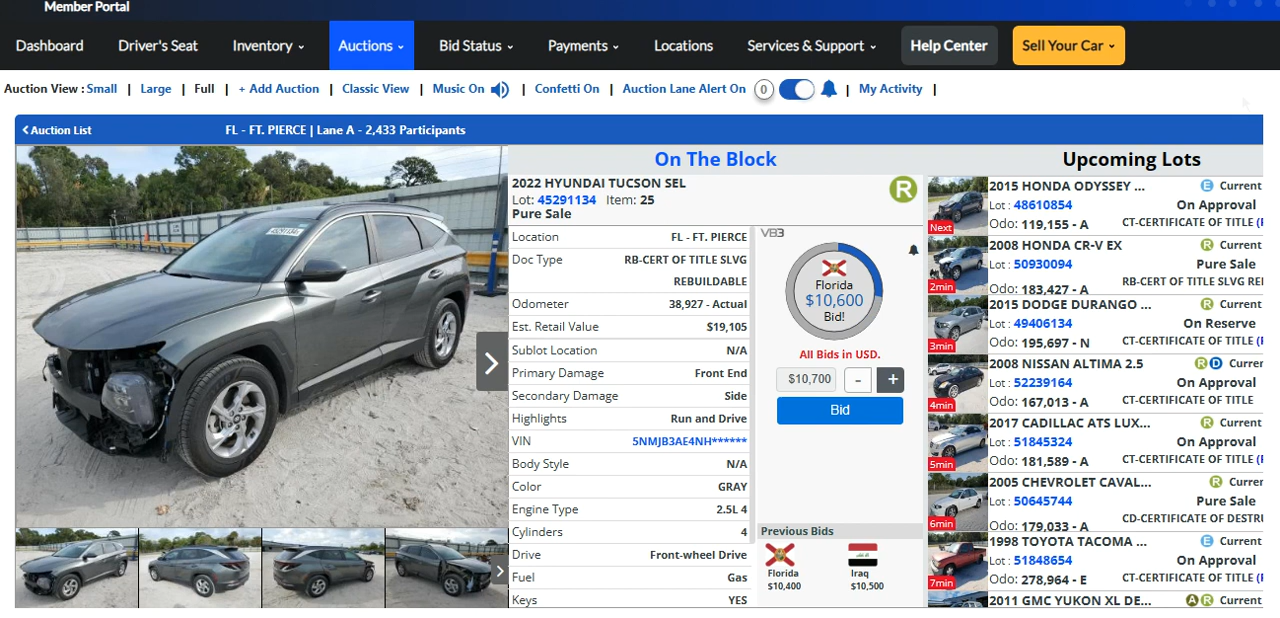 Member Portal
Dashboard Driver's Seat Inventory Auctions Bid Status Payments Locations Services & Support Help Center Sell Your Car
Auction View : Small | Large | Full | + Add Auction | Classic View | Music On | Confetti On | Auction Lane Alert On 0 | My Activity |
Auction List FL - FT. PIERCE | Lane A - 2,433 Participants
45291134
On The Block
2022 HYUNDAI TUCSON SEL
R
Lot: 45291134 Item: 25
Pure Sale
Location FL - FT. PIERCE
Doc Type RB-CERT OF TITLE SLVG
REBUILDABLE
Odometer 38,927 - Actual
Est. Retail Value $19,105
Sublot Location N/A
Primary Damage Front End
Secondary Damage Side
Highlights Run and Drive
VIN 5NMJB3AE4NH******
Body Style N/A
Color GRAY
Engine Type 2.5L 4
Cylinders 4
Drive Front-wheel Drive
Fuel Gas
Keys YES
VB3
Florida
$10,600
Bid!
All Bids in USD.
$10,700 - +
Bid
Previous Bids
Florida Iraq
$10,400 $10,500
Upcoming Lots
2015 HONDA ODYSSEY ... E Current
Lot : 48610854 On Approval
Next Odo: 119,155 - A CT-CERTIFICATE OF TITLE (
2008 HONDA CR-V EX R Current
Lot : 50930094 Pure Sale
2min Odo: 183,427 - A RB-CERT OF TITLE SLVG REI
2015 DODGE DURANGO ... R Current
Lot : 49406134 On Reserve
3min Odo: 195,697 - N CT-CERTIFICATE OF TITLE (
2008 NISSAN ALTIMA 2.5 R D Curren
Lot : 52239164 On Approval
4min Odo: 167,013 - A CT-CERTIFICATE OF TITLE
2017 CADILLAC ATS LUX... R Current
Lot : 51845324 On Approval
5min Odo: 181,589 - A CT-CERTIFICATE OF TITLE (
2005 CHEVROLET CAVAL... R Curren
Lot : 50645744 Pure Sale
6min Odo: 179,033 - A CD-CERTIFICATE OF DESTRU
1998 TOYOTA TACOMA ... E Current
Lot : 51848654 On Approval
7min Odo: 278,964 - E CT-CERTIFICATE OF TITLE (
2011 GMC YUKON XL DE... A R Current